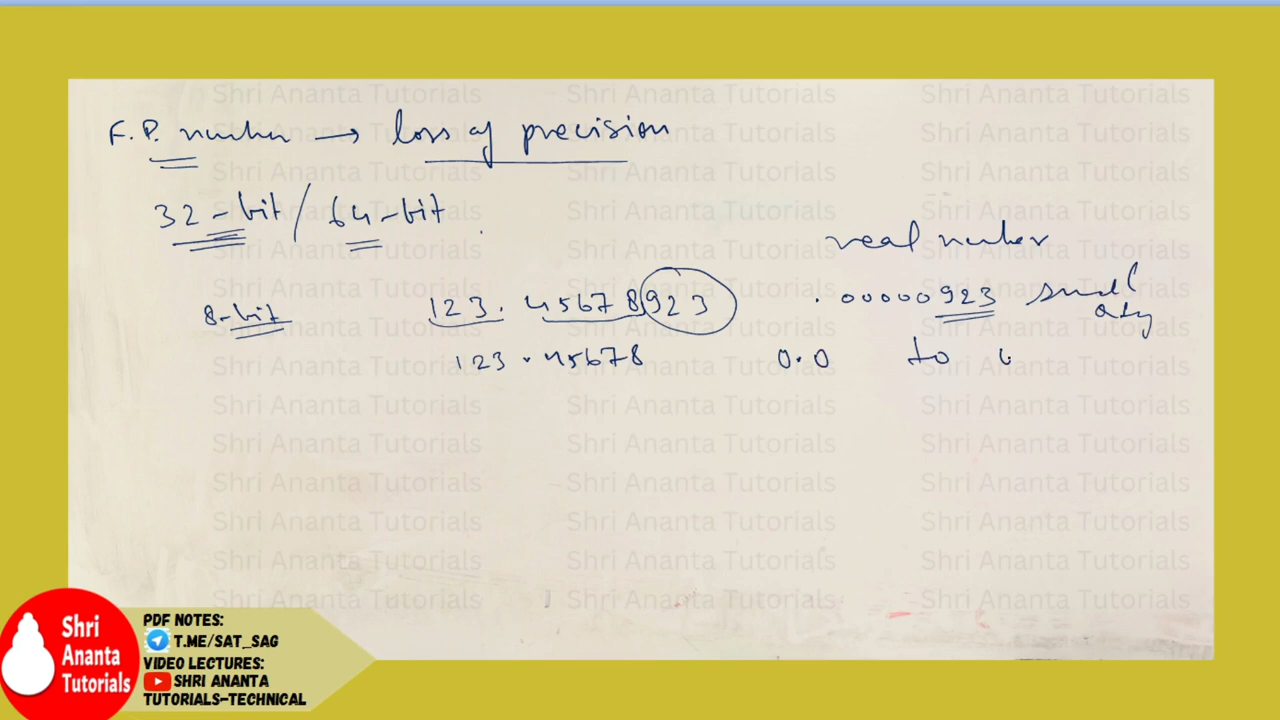 F.P. number → loss of precision
32-bit / 64-bit
real number
8-bit 123.45678923 .00000923 small
123.45678 0.0 to
Shri Ananta Tutorials
PDF NOTES:
T.ME/SAT_SAG
VIDEO LECTURES:
SHRI ANANTA
TUTORIALS-TECHNICAL